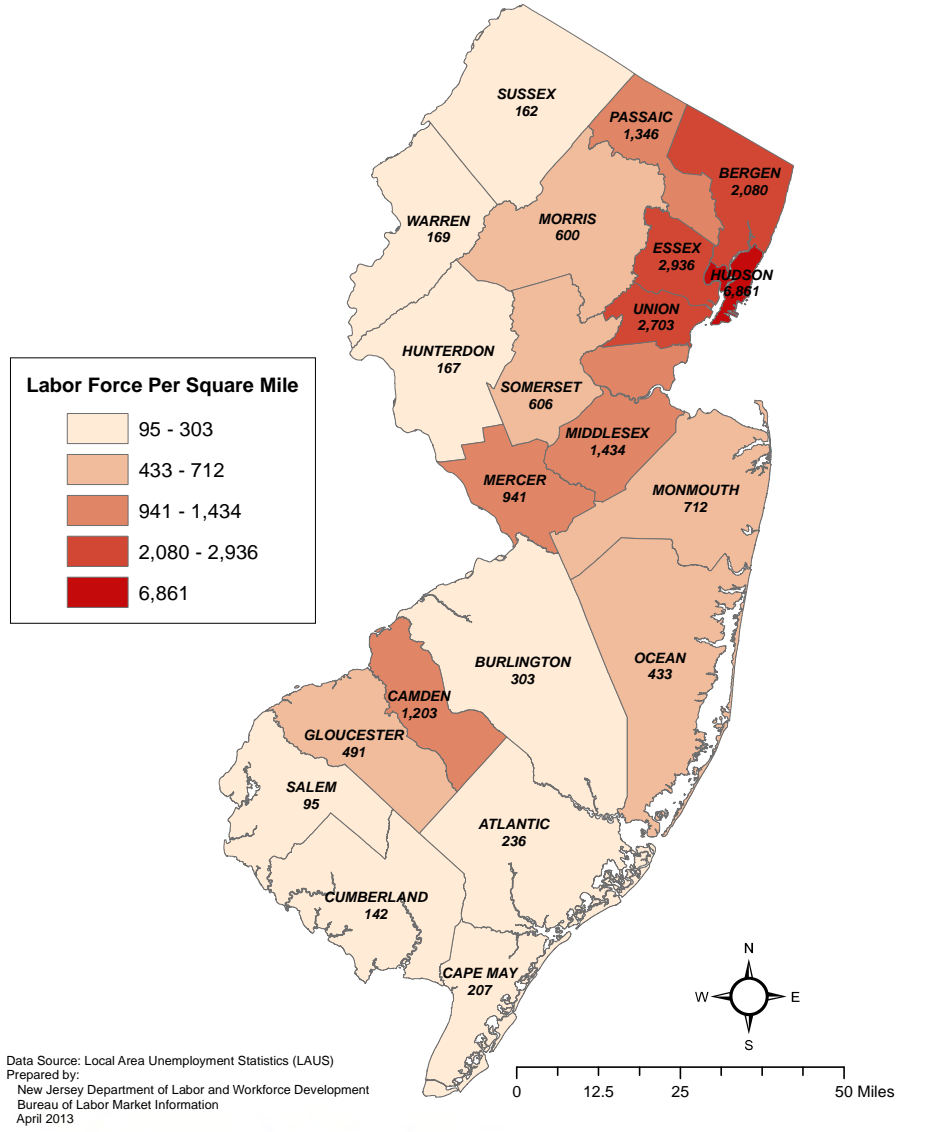 SUSSEX
162
PASSAIC
1,346
BERGEN
2,080
WARREN
169
MORRIS
600
ESSEX
2,936
HUDSON
6,861
UNION
2,703
HUNTERDON
167
SOMERSET
606
Labor Force Per Square Mile
95 - 303
433 - 712
941 - 1,434
2,080 - 2,936
6,861
MIDDLESEX
1,434
MERCER
941
MONMOUTH
712
BURLINGTON
303
OCEAN
433
CAMDEN
1,203
GLOUCESTER
491
SALEM
95
ATLANTIC
236
CUMBERLAND
142
CAPE MAY
207
N
W E
S
Data Source: Local Area Unemployment Statistics (LAUS)
Prepared by:
New Jersey Department of Labor and Workforce Development
Bureau of Labor Market Information
April 2013
0 12.5 25 50 Miles